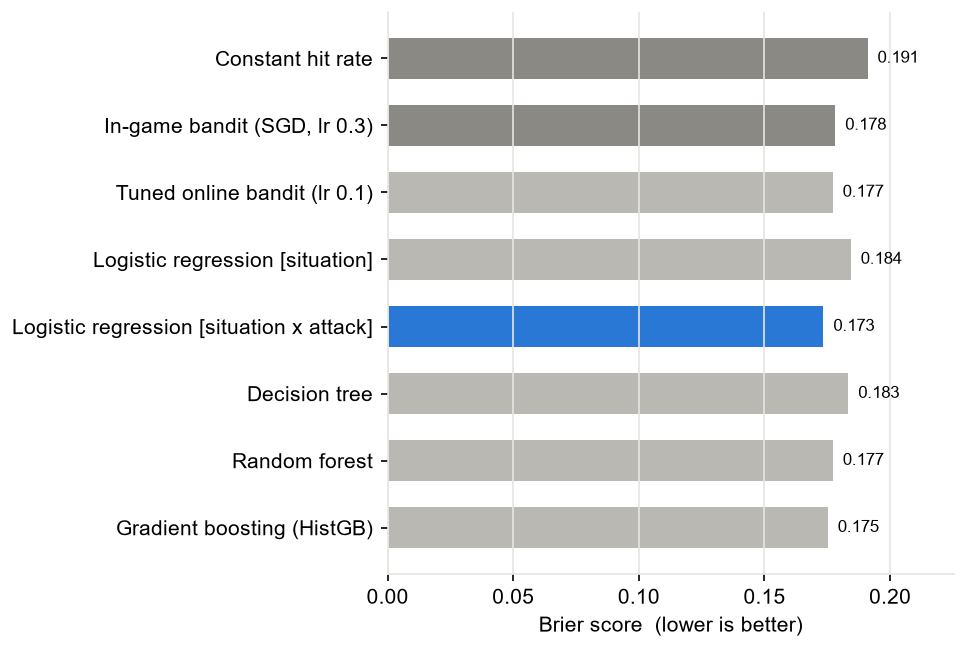 Constant hit rate 0.191
In-game bandit (SGD, lr 0.3) 0.178
Tuned online bandit (lr 0.1) 0.177
Logistic regression [situation] 0.184
Logistic regression [situation x attack] 0.173
Decision tree 0.183
Random forest 0.177
Gradient boosting (HistGB) 0.175
0.00 0.05 0.10 0.15 0.20
Brier score (lower is better)